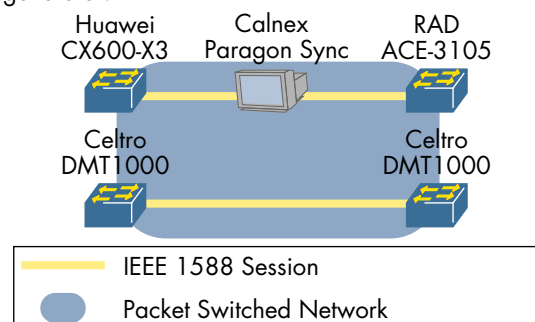 Huawei
CX600-X3
Calnex
Paragon Sync
RAD
ACE-3105
Celtro
DMT1000
Celtro
DMT1000
IEEE 1588 Session
Packet Switched Network